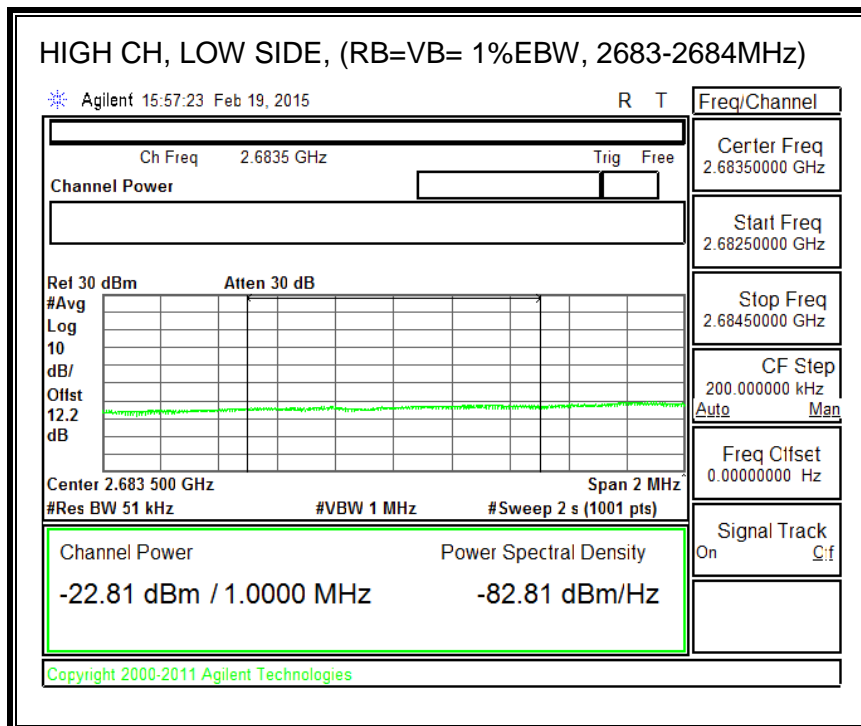 HIGH CH, LOW SIDE, (RB=VB= 1%EBW, 2683-2684MHz)
Agilent 15:57:23 Feb 19, 2015 R T
Freq/Channel
Ch Freq 2.6835 GHz Trig Free
Channel Power
Center Freq
2.68350000 GHz
Start Freq
2.68250000 GHz
Stop Freq
2.68450000 GHz
CF Step
200.000000 kHz
Auto Man
Freq Offset
0.00000000 Hz
Signal Track
On Off
Ref 30 dBm Atten 30 dB
#Avg
Log
10
dB/
Offst
12.2
dB
Center 2.683 500 GHz Span 2 MHz
#Res BW 51 kHz #VBW 1 MHz #Sweep 2 s (1001 pts)
Channel Power Power Spectral Density
-22.81 dBm / 1.0000 MHz -82.81 dBm/Hz
Copyright 2000-2011 Agilent Technologies